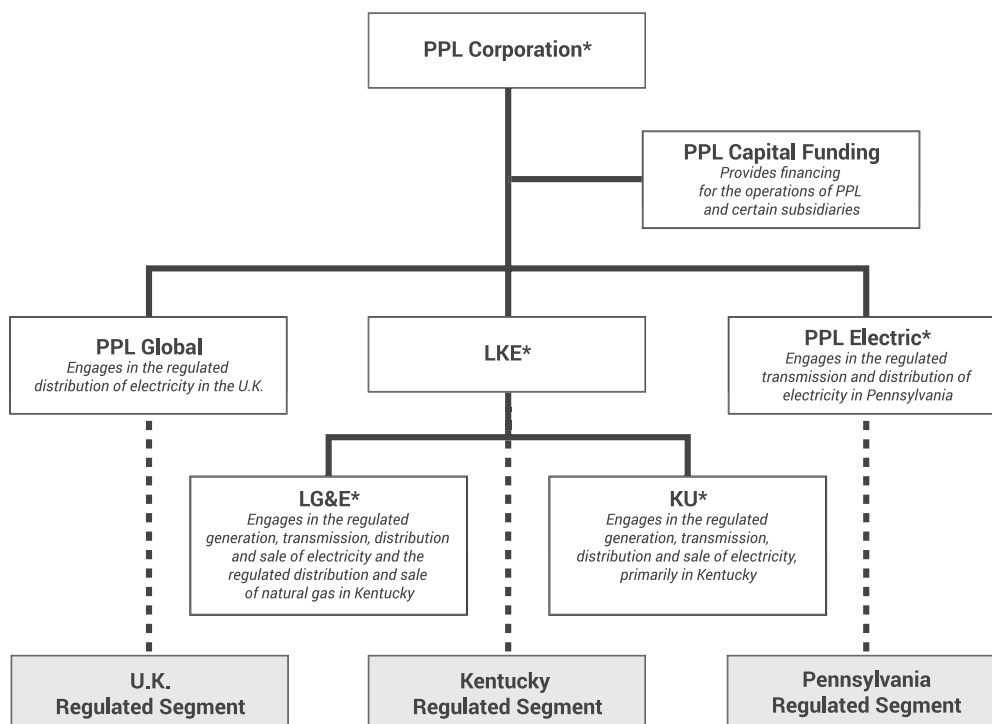 PPL Corporation*
PPL Capital Funding
Provides financing
for the operations of PPL
and certain subsidiaries
PPL Global
Engages in the regulated
distribution of electricity in the U.K.
LKE*
PPL Electric*
Engages in the regulated
transmission and distribution of
electricity in Pennsylvania
LG&E*
Engages in the regulated
generation, transmission, distribution
and sale of electricity and the
regulated distribution and sale
of natural gas in Kentucky
KU*
Engages in the regulated
generation, transmission,
distribution and sale of electricity,
primarily in Kentucky
U.K.
Regulated Segment
Kentucky
Regulated Segment
Pennsylvania
Regulated Segment